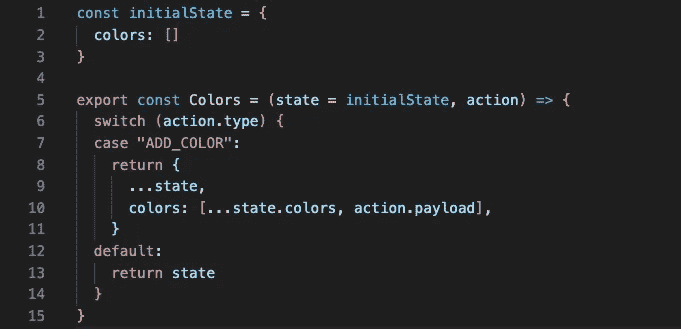 1 const initialState = {
2   colors: []
3 }
4
5 export const Colors = (state = initialState, action) => {
6   switch (action.type) {
7   case "ADD_COLOR":
8     return {
9       ...state,
10       colors: [...state.colors, action.payload],
11     }
12   default:
13     return state
14   }
15 }